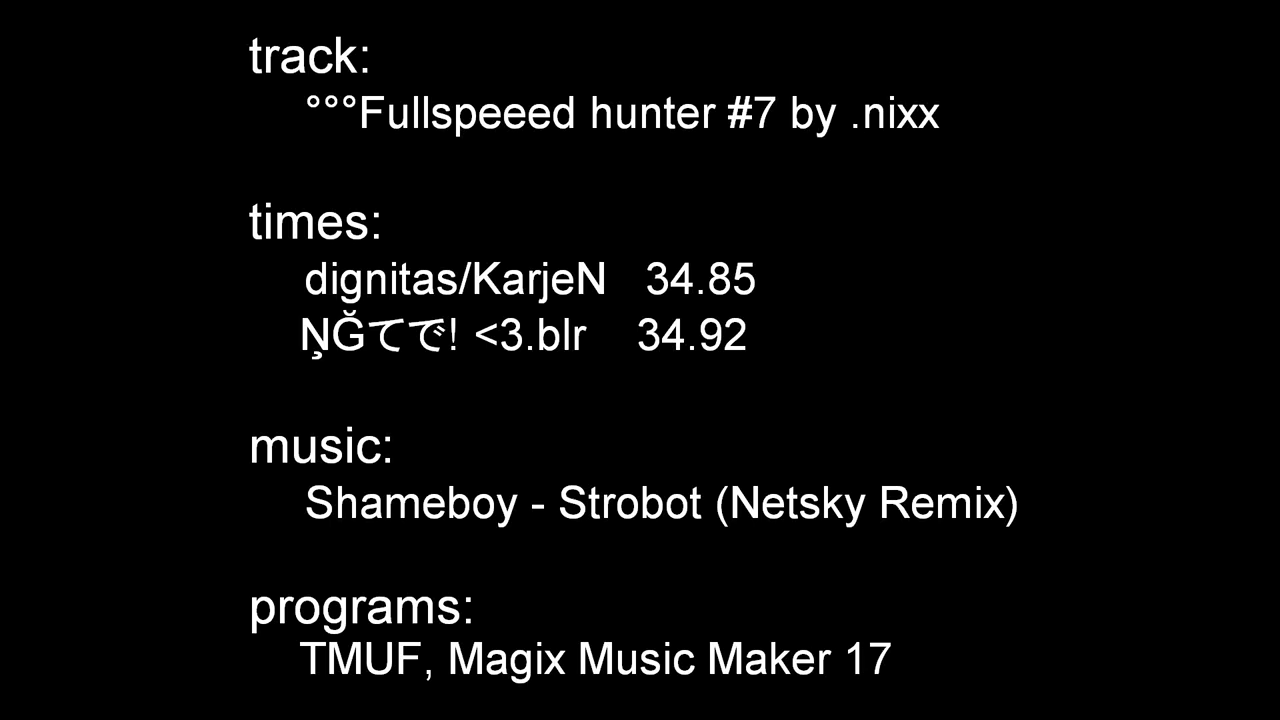 track:
°°°Fullspeeed hunter #7 by .nixx
times:
dignitas/KarjeN 34.85
ŅĞてで! <3.blr 34.92
music:
Shameboy - Strobot (Netsky Remix)
programs:
TMUF, Magix Music Maker 17